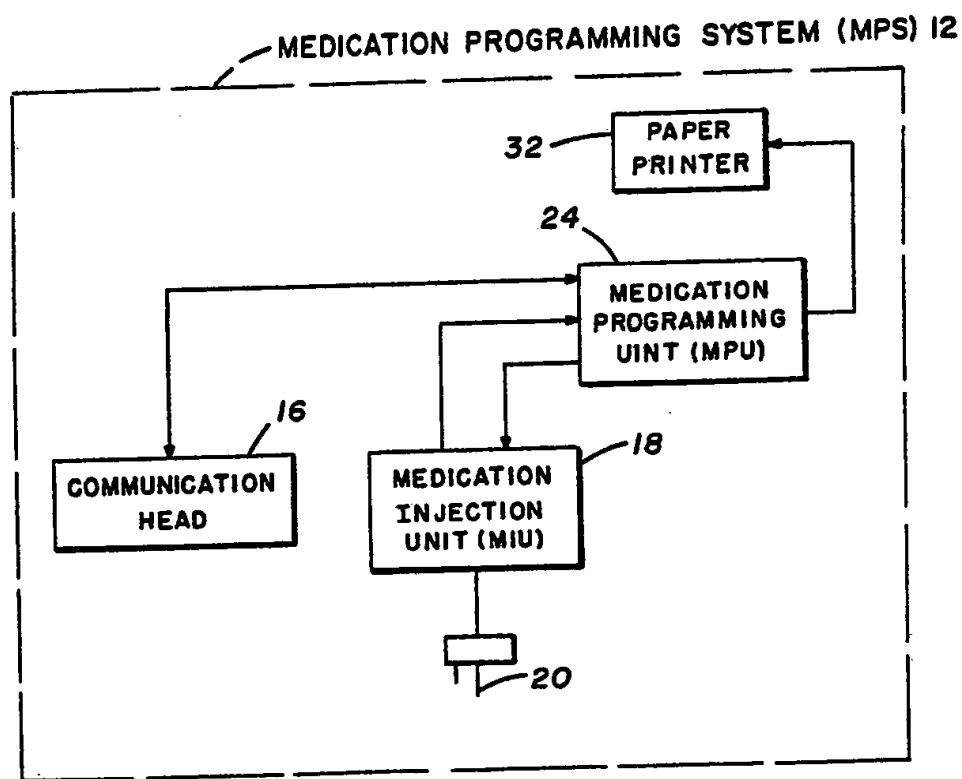 MEDICATION PROGRAMMING SYSTEM (MPS) 12
32
PAPER
PRINTER
24
MEDICATION
PROGRAMMING
UINT (MPU)
16
COMMUNICATION
HEAD
18
MEDICATION
INJECTION
UNIT (MIU)
20